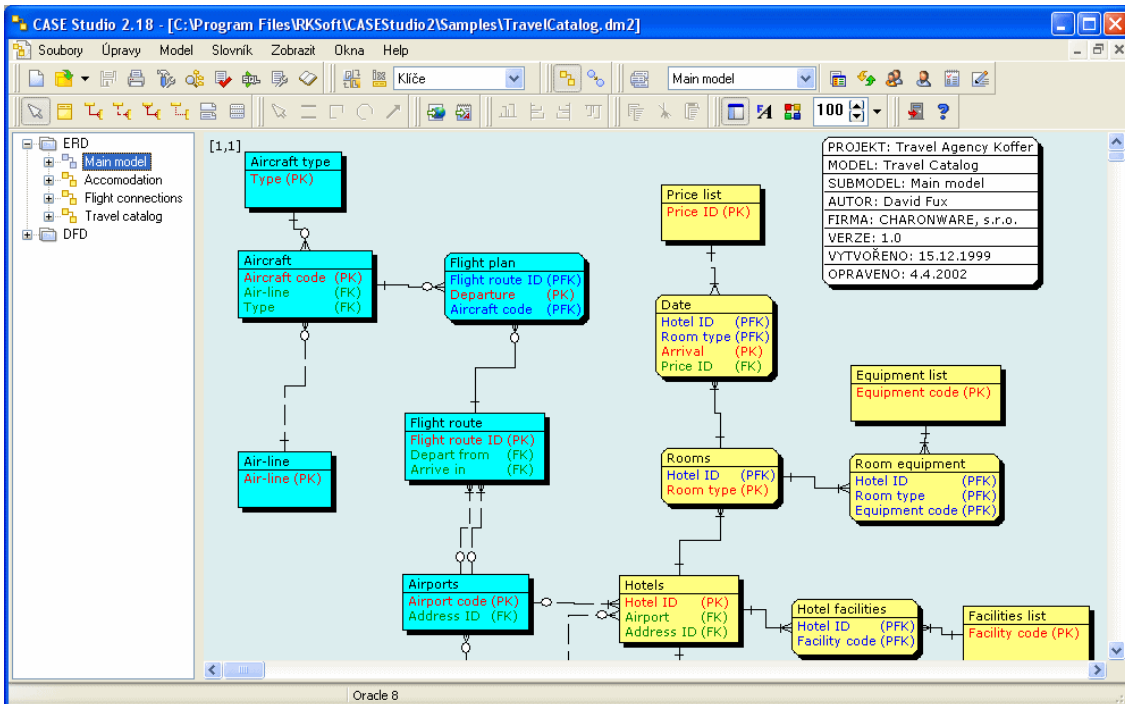 CASE Studio 2.18 - [C:\Program Files\RKSoft\CASEStudio2\Samples\TravelCatalog.dm2]
Soubory Úpravy Model Slovník Zobrazit Okna Help
Klíče Main model
100
ERD
Main model
Accomodation
Flight connections
Travel catalog
DFD
[1,1]
Aircraft type
Type (PK)
Aircraft
Aircraft code (PK)
Air-line (FK)
Type (FK)
Flight plan
Flight route ID (PFK)
Departure (PK)
Aircraft code (PFK)
Air-line
Air-line (PK)
Flight route
Flight route ID (PK)
Depart from (FK)
Arrive in (FK)
Airports
Airport code (PK)
Address ID (FK)
Price list
Price ID (PK)
Date
Hotel ID (PFK)
Room type (PFK)
Arrival (PK)
Price ID (FK)
Rooms
Hotel ID (PFK)
Room type (PK)
Hotels
Hotel ID (PK)
Airport (FK)
Address ID (FK)
PROJEKT: Travel Agency Koffer
MODEL: Travel Catalog
SUBMODEL: Main model
AUTOR: David Fux
FIRMA: CHARONWARE, s.r.o.
VERZE: 1.0
VYTVOŘENO: 15.12.1999
OPRAVENO: 4.4.2002
Equipment list
Equipment code (PK)
Room equipment
Hotel ID (PFK)
Room type (PFK)
Equipment code (PFK)
Hotel facilities
Hotel ID (PFK)
Facility code (PFK)
Facilities list
Facility code (PK)
Oracle 8